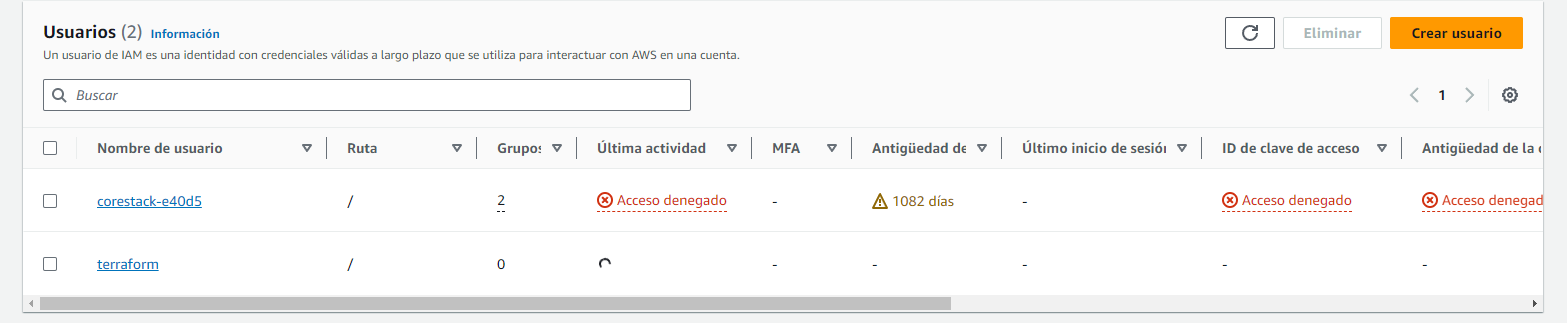 Usuarios (2) Información
Un usuario de IAM es una identidad con credenciales válidas a largo plazo que se utiliza para interactuar con AWS en una cuenta.
Eliminar
Crear usuario
Buscar
1
Nombre de usuario Ruta Grupos Última actividad MFA Antigüedad de Último inicio de sesión ID de clave de acceso Antigüedad de la
corestack-e40d5 / 2 Acceso denegado - 1082 días - Acceso denegado Acceso denegad
terraform / 0 - - - - -